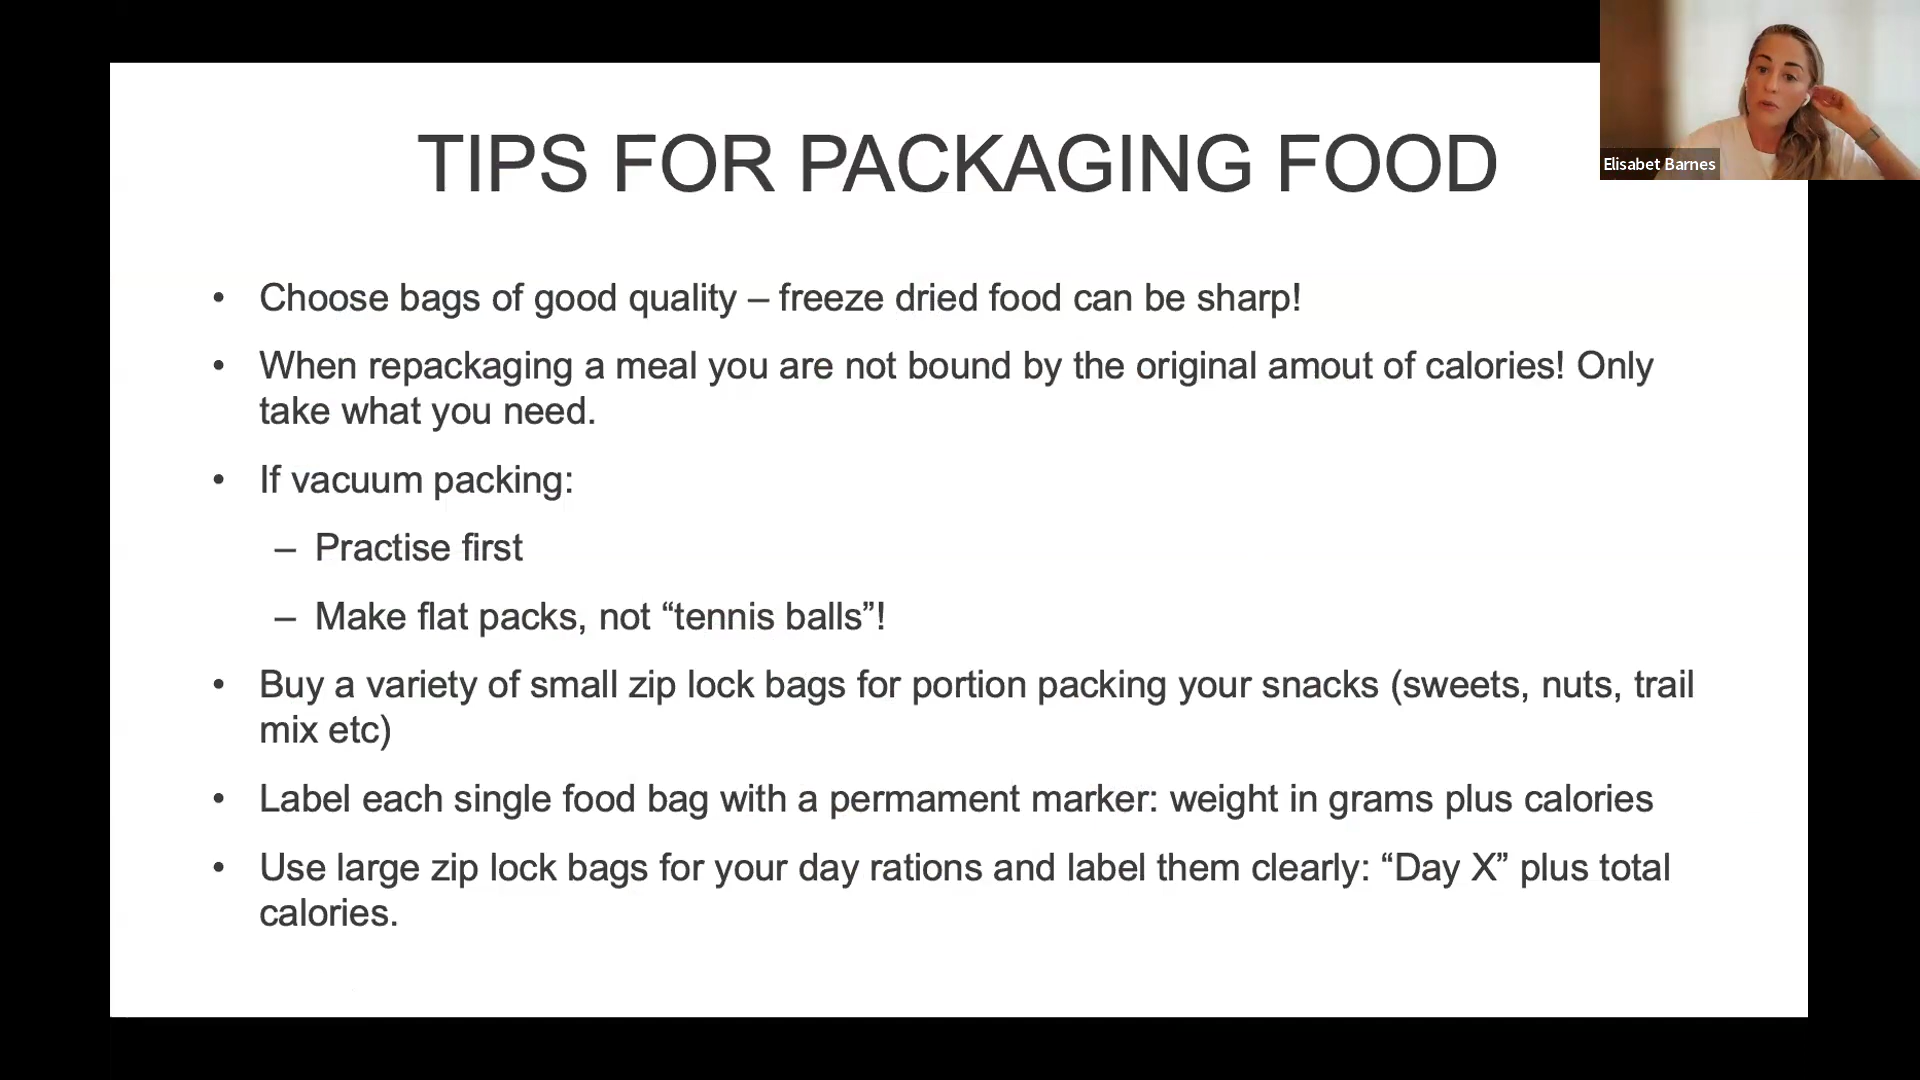 TIPS FOR PACKAGING FOOD
Elisabet Barnes
• Choose bags of good quality – freeze dried food can be sharp!
• When repackaging a meal you are not bound by the original amout of calories! Only
take what you need.
• If vacuum packing:
– Practise first
– Make flat packs, not “tennis balls”!
• Buy a variety of small zip lock bags for portion packing your snacks (sweets, nuts, trail
mix etc)
• Label each single food bag with a permament marker: weight in grams plus calories
• Use large zip lock bags for your day rations and label them clearly: “Day X” plus total
calories.